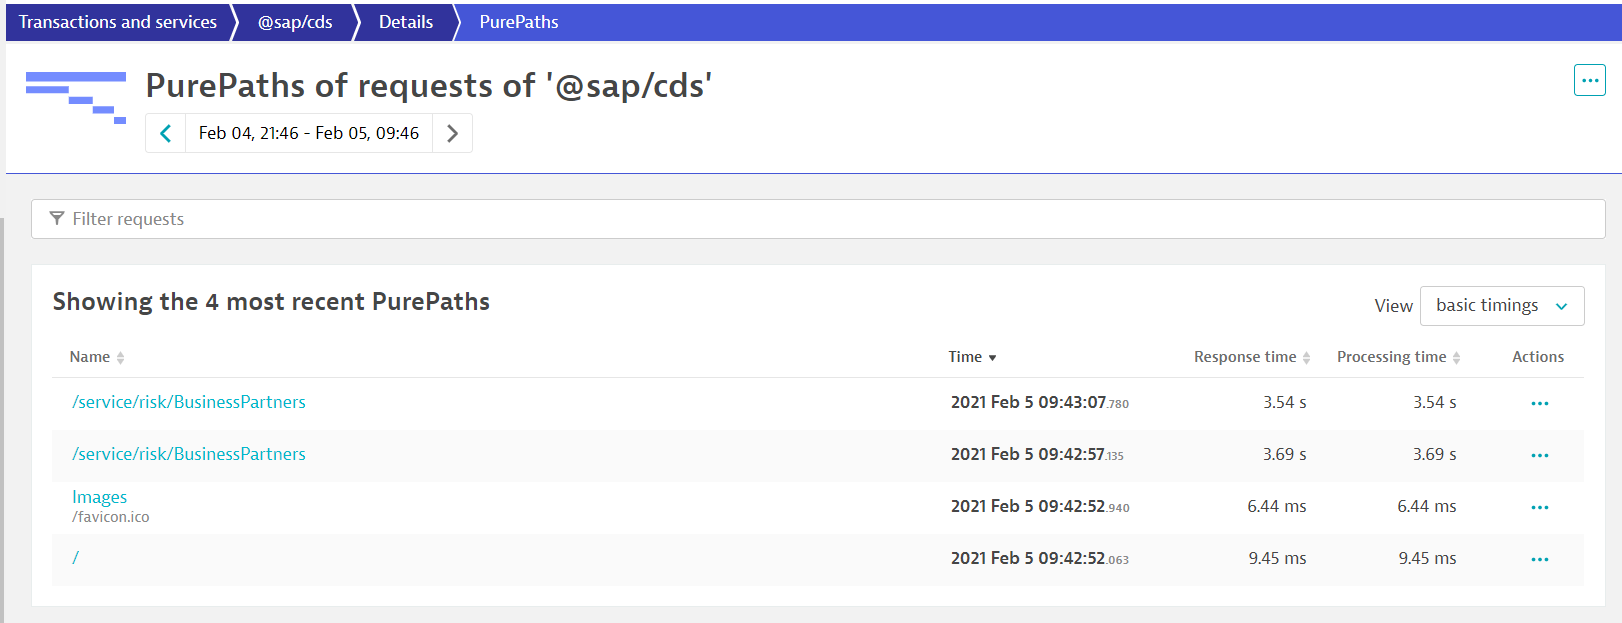 Transactions and services @sap/cds Details PurePaths
PurePaths of requests of '@sap/cds'
Feb 04, 21:46 - Feb 05, 09:46
Filter requests
Showing the 4 most recent PurePaths
View basic timings
Name Time Response time Processing time Actions
/service/risk/BusinessPartners 2021 Feb 5 09:43:07.780 3.54 s 3.54 s
/service/risk/BusinessPartners 2021 Feb 5 09:42:57.135 3.69 s 3.69 s
Images 2021 Feb 5 09:42:52.940 6.44 ms 6.44 ms
/favicon.ico
/ 2021 Feb 5 09:42:52.063 9.45 ms 9.45 ms